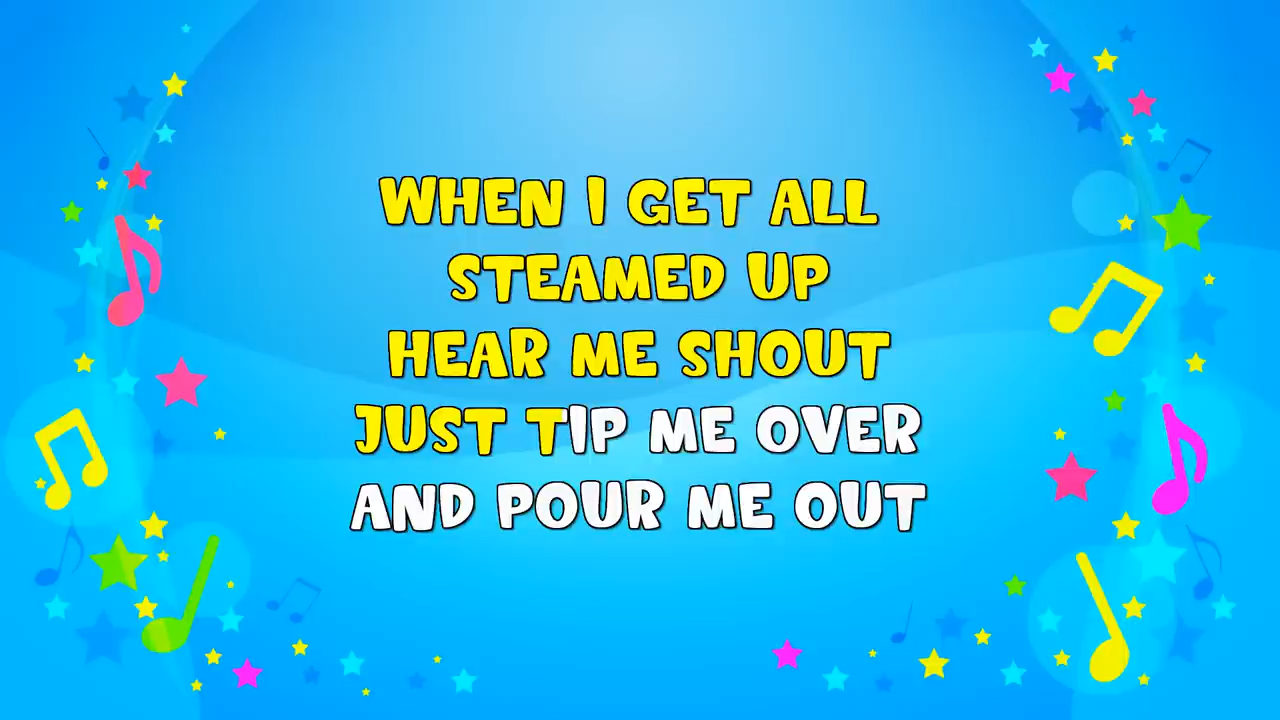 WHEN I GET ALL
STEAMED UP
HEAR ME SHOUT
JUST TIP ME OVER
AND POUR ME OUT